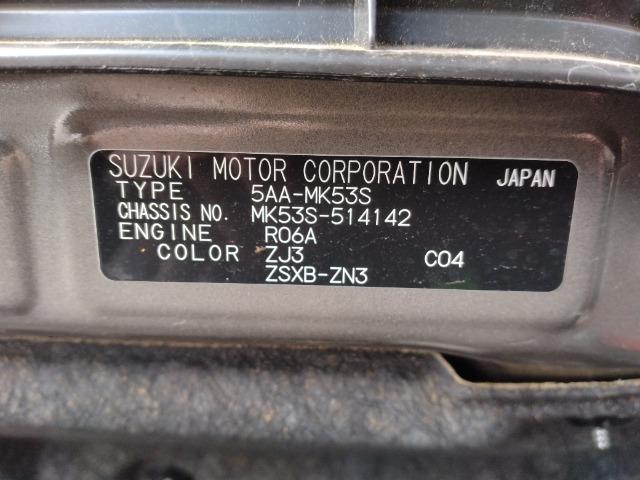 SUZUKI MOTOR CORPORATION JAPAN
TYPE 5AA-MK53S
CHASSIS NO. MK53S-514142
ENGINE R06A
COLOR ZJ3 C04
ZSXB-ZN3